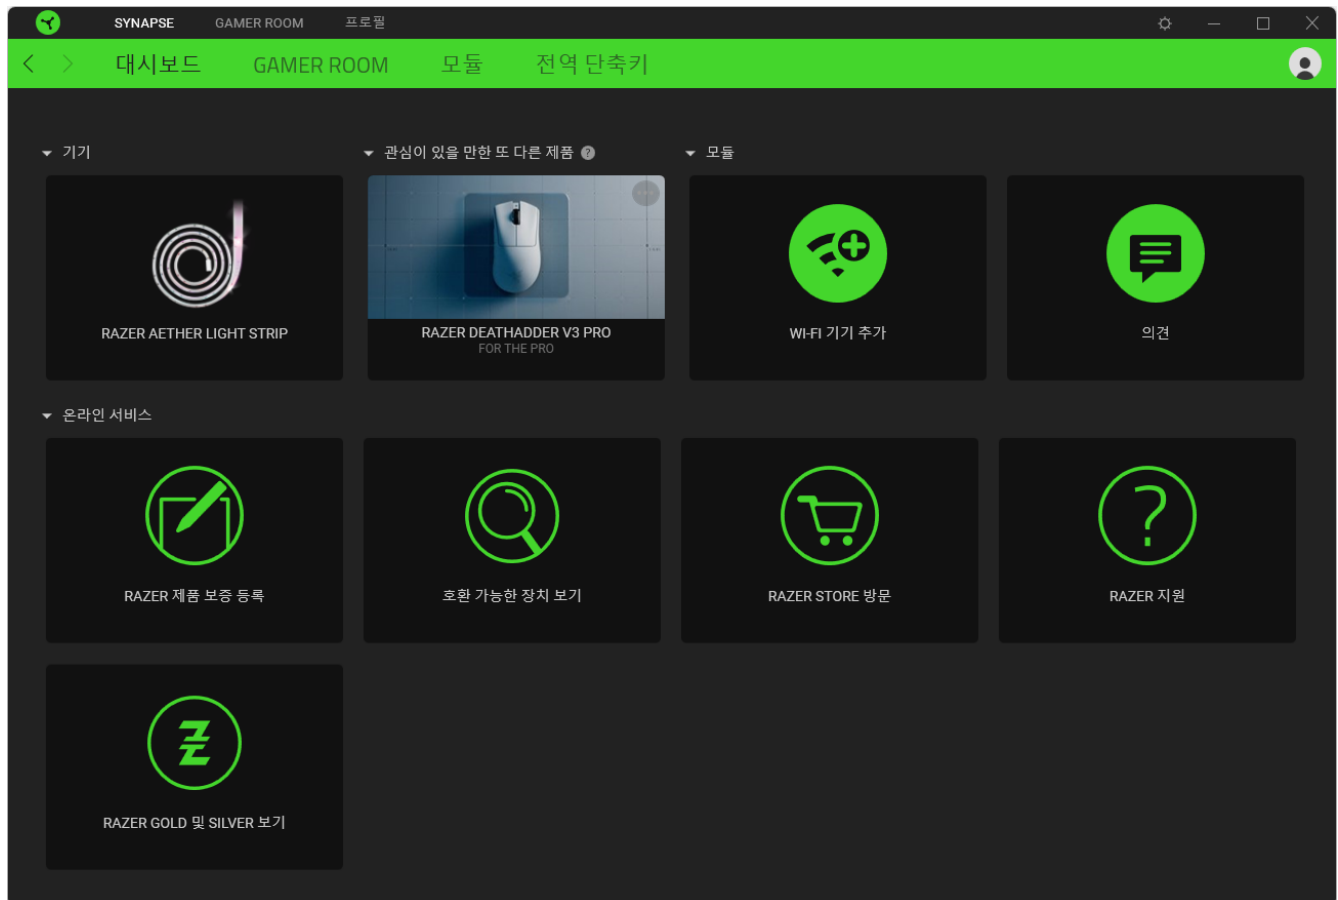 SYNAPSE GAMER ROOM 프로필
대시보드 GAMER ROOM 모듈 전역 단축키
기기
관심이 있을 만한 또 다른 제품 ?
모듈
RAZER AETHER LIGHT STRIP
RAZER DEATHADDER V3 PRO
FOR THE PRO
WI-FI 기기 추가
의견
온라인 서비스
RAZER 제품 보증 등록
호환 가능한 장치 보기
RAZER STORE 방문
RAZER 지원
RAZER GOLD 및 SILVER 보기